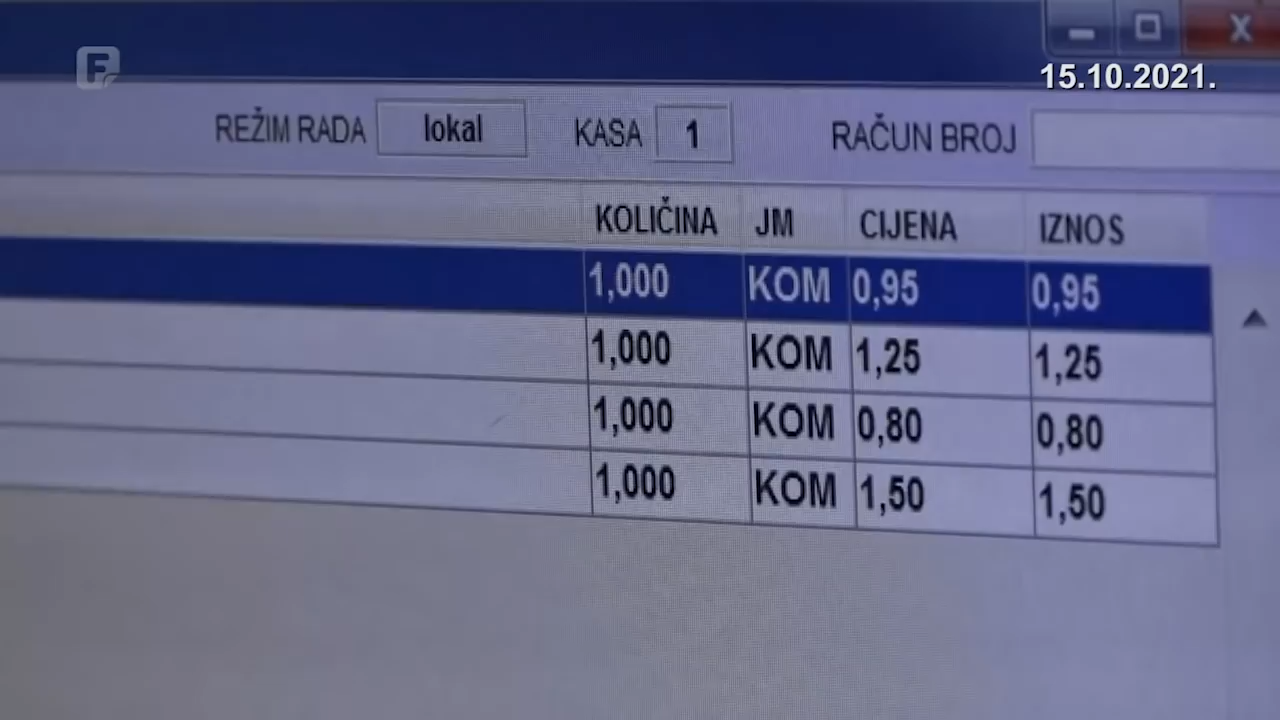 F
15.10.2021.
REŽIM RADA lokal KASA 1 RAČUN BROJ
KOLIČINA JM CIJENA IZNOS
1,000 KOM 0,95 0,95
1,000 KOM 1,25 1,25
1,000 KOM 0,80 0,80
1,000 KOM 1,50 1,50